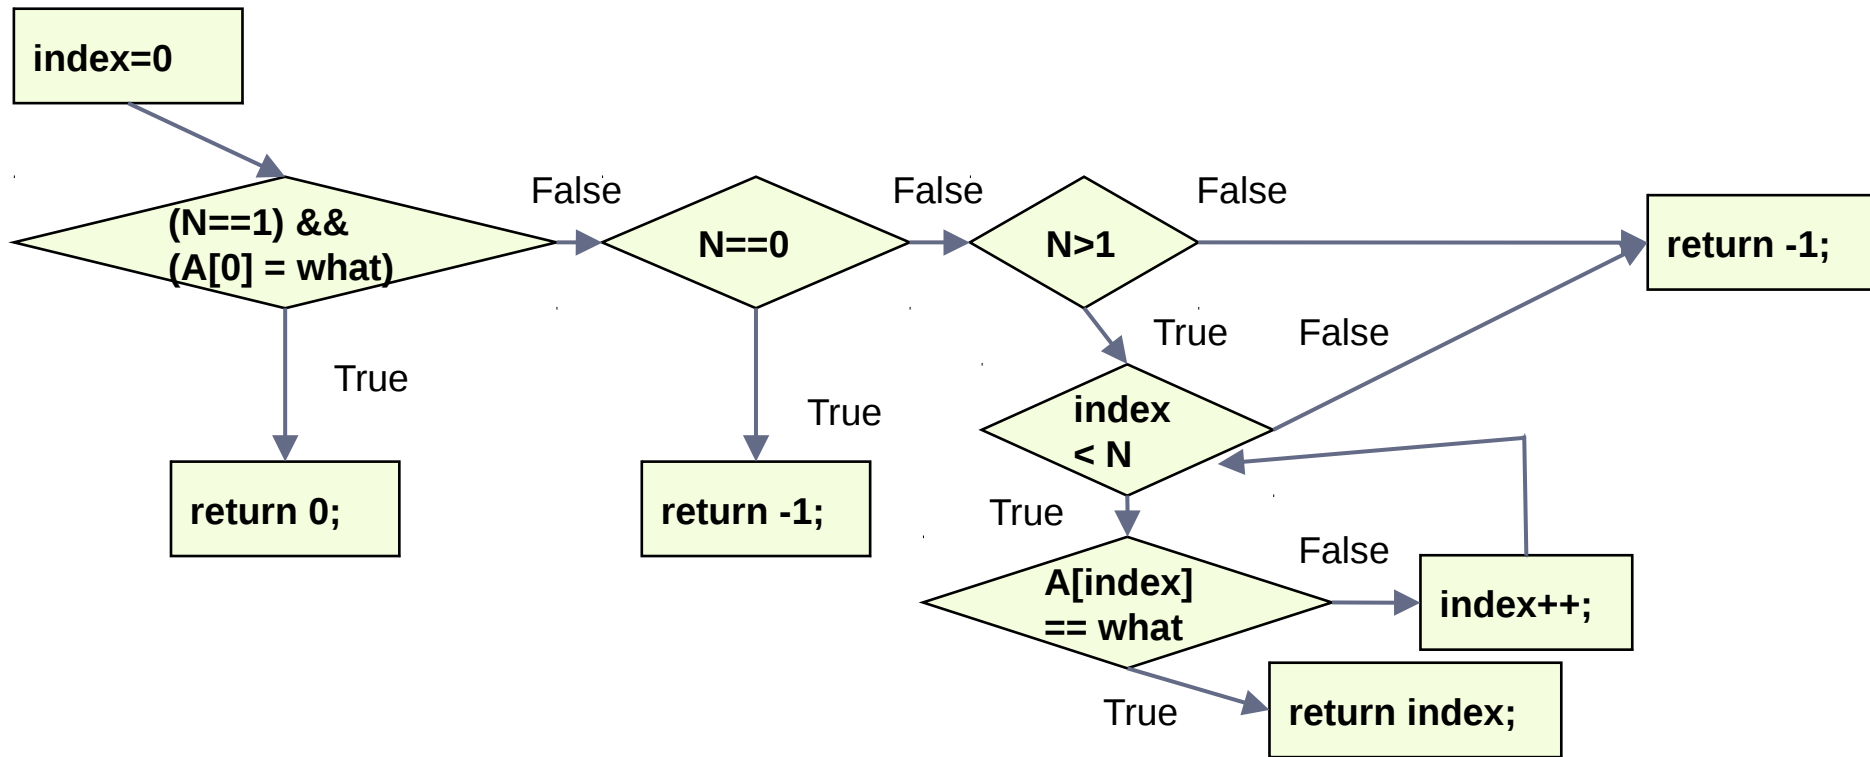 index=0
False
False
False
(N==1) &&
(A[0] = what)
N==0
N>1
return -1;
True
False
True
True
index
< N
return 0;
return -1;
True
False
A[index]
== what
index++;
True
return index;